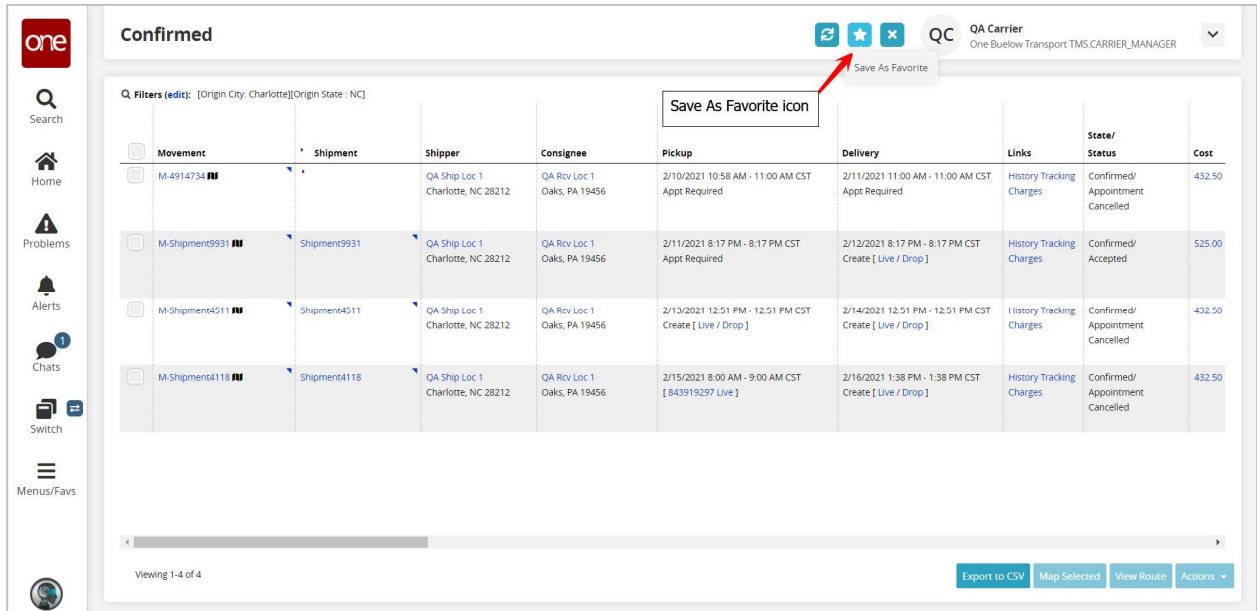 one
Confirmed
QC
QA Carrier
One Buelow Transport TMS.CARRIER_MANAGER
Save As Favorite
Save As Favorite icon
Search
Home
Problems
Alerts
1
Chats
Switch
Menus/Favs
Filters (edit): [Origin City: Charlotte][Origin State : NC]
Movement Shipment Shipper Consignee Pickup Delivery Links State/ Status Cost
M-4914734 QA Ship Loc 1 QA Rcv Loc 1 2/10/2021 10:58 AM - 11:00 AM CST 2/11/2021 11:00 AM - 11:00 AM CST History Tracking Confirmed/ 432.50
Charlotte, NC 28212 Oaks, PA 19456 Appt Required Appt Required Charges Appointment
Cancelled
M-Shipment9931 Shipment9931 QA Ship Loc 1 QA Rcv Loc 1 2/11/2021 8:17 PM - 8:17 PM CST 2/12/2021 8:17 PM - 8:17 PM CST History Tracking Confirmed/ 525.00
Charlotte, NC 28212 Oaks, PA 19456 Appt Required Create [ Live / Drop ] Charges Accepted
M-Shipment4511 Shipment4511 QA Ship Loc 1 QA Rcv Loc 1 2/13/2021 12:51 PM - 12:51 PM CST 2/14/2021 12:51 PM - 12:51 PM CST History Tracking Confirmed/ 432.50
Charlotte, NC 28212 Oaks, PA 19456 Create [ Live / Drop ] Create [ Live / Drop ] Charges Appointment
Cancelled
M-Shipment4118 Shipment4118 QA Ship Loc 1 QA Rcv Loc 1 2/15/2021 8:00 AM - 9:00 AM CST 2/16/2021 1:38 PM - 1:38 PM CST History Tracking Confirmed/ 432.50
Charlotte, NC 28212 Oaks, PA 19456 [ 843919297 Live ] Create [ Live / Drop ] Charges Appointment
Cancelled
Viewing 1-4 of 4
Export to CSV Map Selected View Route Actions